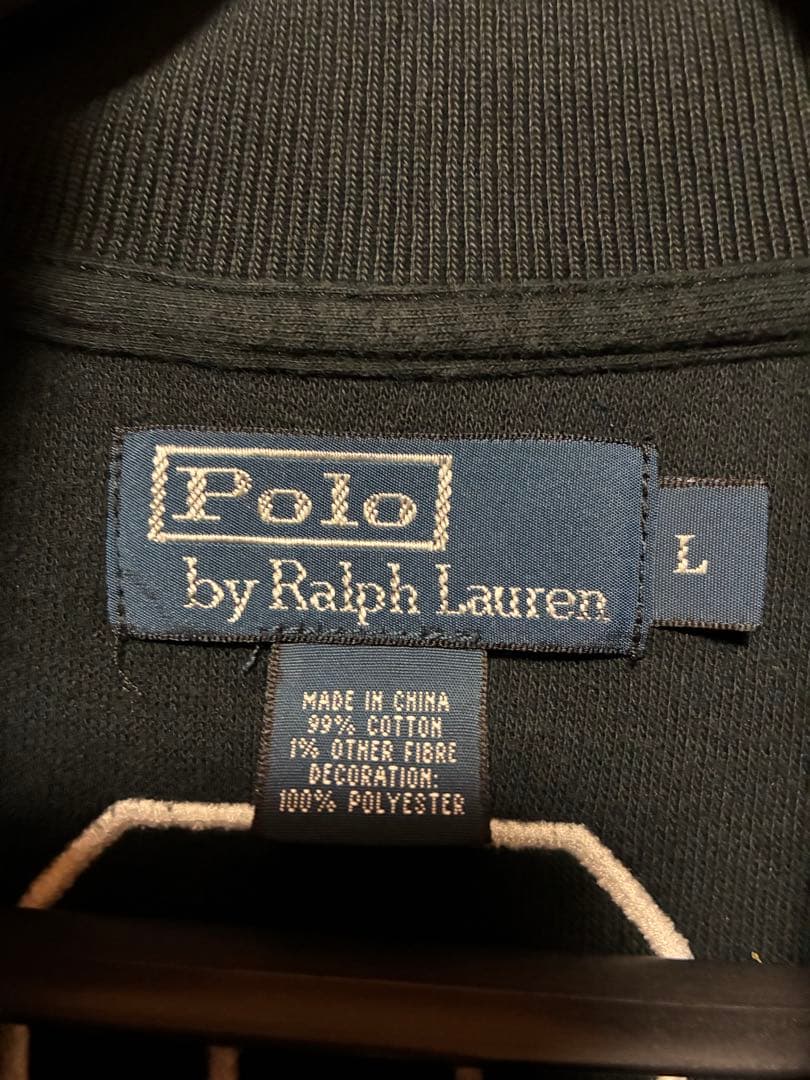 Polo
by Ralph Lauren
L
MADE IN CHINA
99% COTTON
1% OTHER FIBRE
DECORATION:
100% POLYESTER